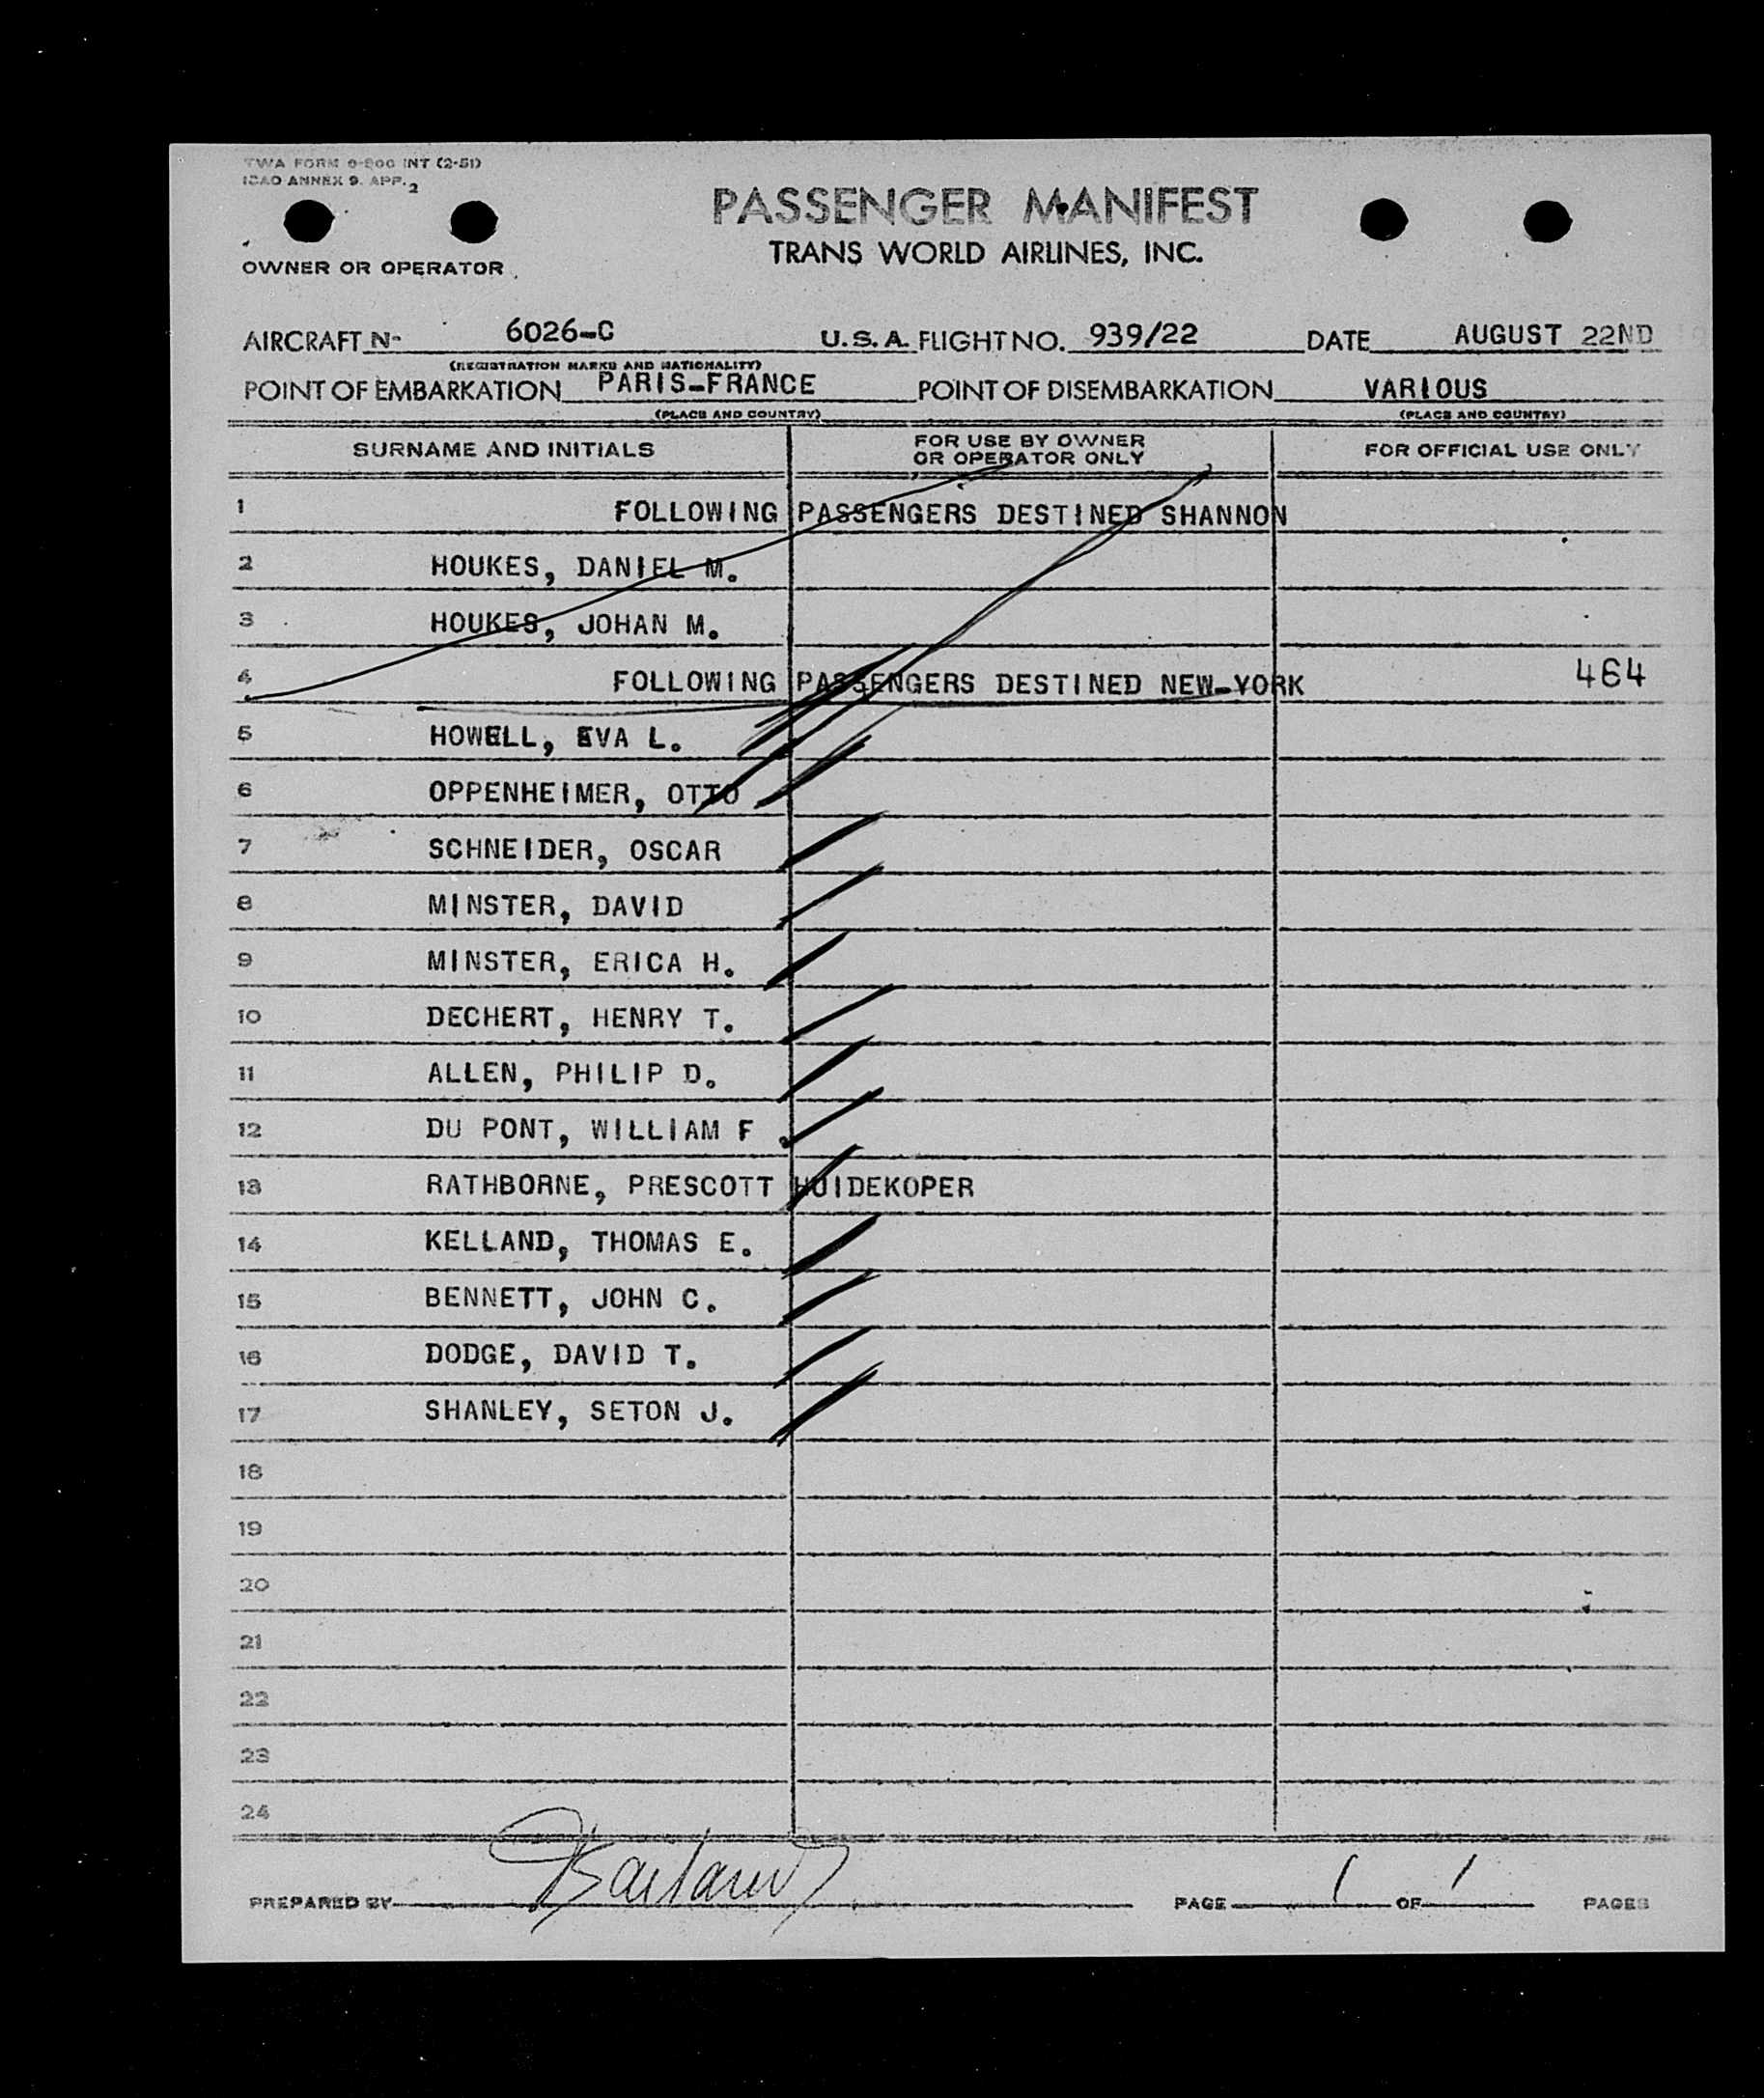 TWA FORM 0-800 INT (2-51)
ICAO ANNEX 9. APP. 2
PASSENGER MANIFEST
TRANS WORLD AIRLINES, INC.
OWNER OR OPERATOR
AIRCRAFT N- 6026-C U.S.A. FLIGHT NO. 939/22 DATE AUGUST 22ND
(REGISTRATION MARKS AND NATIONALITY)
POINT OF EMBARKATION PARIS-FRANCE POINT OF DISEMBARKATION VARIOUS
(PLACE AND COUNTRY) (PLACE AND COUNTRY)
SURNAME AND INITIALS FOR USE BY OWNER OR OPERATOR ONLY FOR OFFICIAL USE ONLY
1 FOLLOWING PASSENGERS DESTINED SHANNON
2 HOUKES, DANIEL M.
3 HOUKES, JOHAN M.
4 FOLLOWING PASSENGERS DESTINED NEW-YORK 464
5 HOWELL, EVA L.
6 OPPENHEIMER, OTTO
7 SCHNEIDER, OSCAR
8 MINSTER, DAVID
9 MINSTER, ERICA H.
10 DECHERT, HENRY T.
11 ALLEN, PHILIP D.
12 DU PONT, WILLIAM F .
13 RATHBORNE, PRESCOTT HUIDEKOPER
14 KELLAND, THOMAS E.
15 BENNETT, JOHN C.
16 DODGE, DAVID T.
17 SHANLEY, SETON J.
18
19
20
21
22
23
24
PREPARED BY PAGE 1 OF 1 PAGES